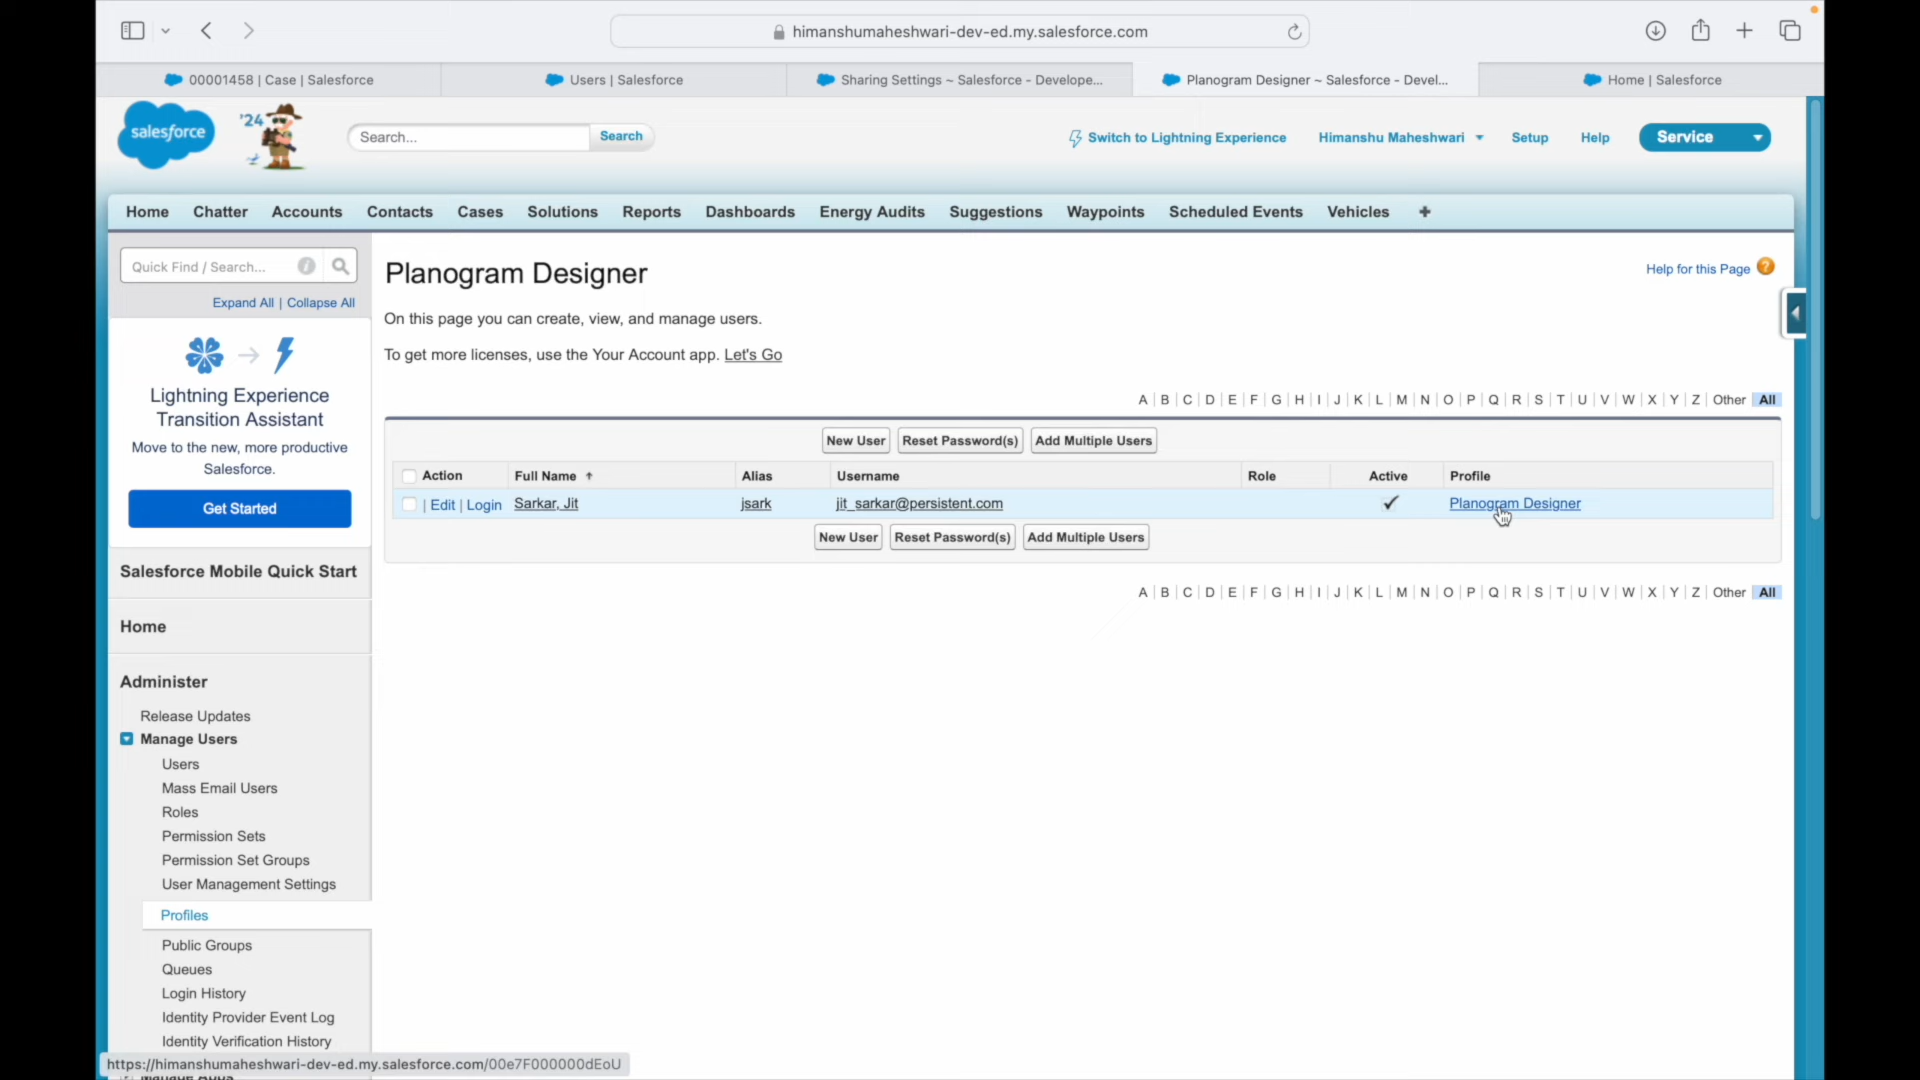 himanshumaheshwari-dev-ed.my.salesforce.com
00001458 | Case | Salesforce
Users | Salesforce
Sharing Settings ~ Salesforce - Develope...
Planogram Designer ~ Salesforce - Devel...
Home | Salesforce
salesforce
'24
Search...
Search
Switch to Lightning Experience
Himanshu Maheshwari
Setup
Help
Service
Home Chatter Accounts Contacts Cases Solutions Reports Dashboards Energy Audits Suggestions Waypoints Scheduled Events Vehicles +
Quick Find / Search...
Expand All | Collapse All
Lightning Experience
Transition Assistant
Move to the new, more productive
Salesforce.
Get Started
Salesforce Mobile Quick Start
Home
Administer
Release Updates
Manage Users
Users
Mass Email Users
Roles
Permission Sets
Permission Set Groups
User Management Settings
Profiles
Public Groups
Queues
Login History
Identity Provider Event Log
Identity Verification History
Manage Apps
Planogram Designer
Help for this Page ?
On this page you can create, view, and manage users.
To get more licenses, use the Your Account app. Let's Go
A | B | C | D | E | F | G | H | I | J | K | L | M | N | O | P | Q | R | S | T | U | V | W | X | Y | Z | Other All
New User Reset Password(s) Add Multiple Users
Action Full Name Alias Username Role Active Profile
| Edit | Login Sarkar, Jit jsark jit_sarkar@persistent.com Planogram Designer
New User Reset Password(s) Add Multiple Users
A | B | C | D | E | F | G | H | I | J | K | L | M | N | O | P | Q | R | S | T | U | V | W | X | Y | Z | Other All
https://himanshumaheshwari-dev-ed.my.salesforce.com/00e7F000000dEoU